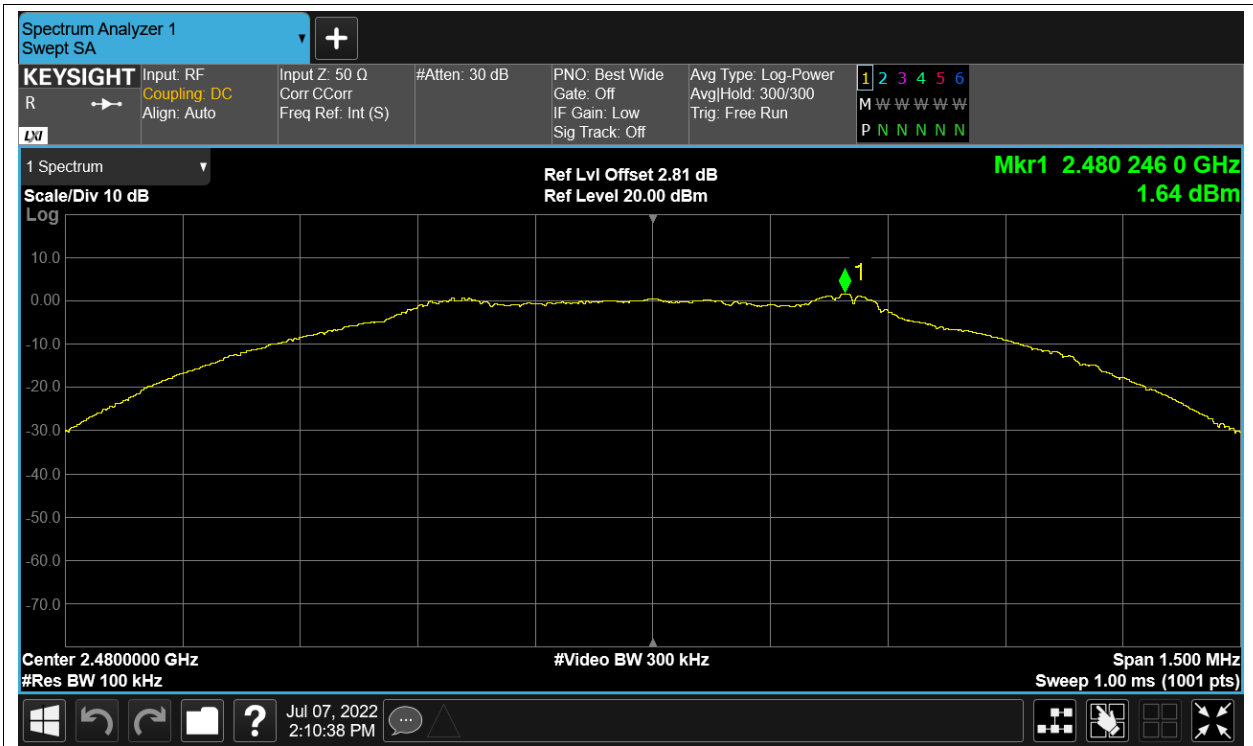 Spectrum Analyzer 1
Swept SA
KEYSIGHT
R
LXI
Input: RF
Coupling: DC
Align: Auto
Input Z: 50 Ω
Corr CCorr
Freq Ref: Int (S)
#Atten: 30 dB
PNO: Best Wide
Gate: Off
IF Gain: Low
Sig Track: Off
Avg Type: Log-Power
Avg|Hold: 300/300
Trig: Free Run
1 2 3 4 5 6
M W W W W W
P N N N N N
1 Spectrum
Scale/Div 10 dB
Log
Ref Lvl Offset 2.81 dB
Ref Level 20.00 dBm
Mkr1 2.480 246 0 GHz
1.64 dBm
10.0
1
0.00
-10.0
-20.0
-30.0
-40.0
-50.0
-60.0
-70.0
Center 2.4800000 GHz
#Res BW 100 kHz
#Video BW 300 kHz
Span 1.500 MHz
Sweep 1.00 ms (1001 pts)
?
Jul 07, 2022
2:10:38 PM